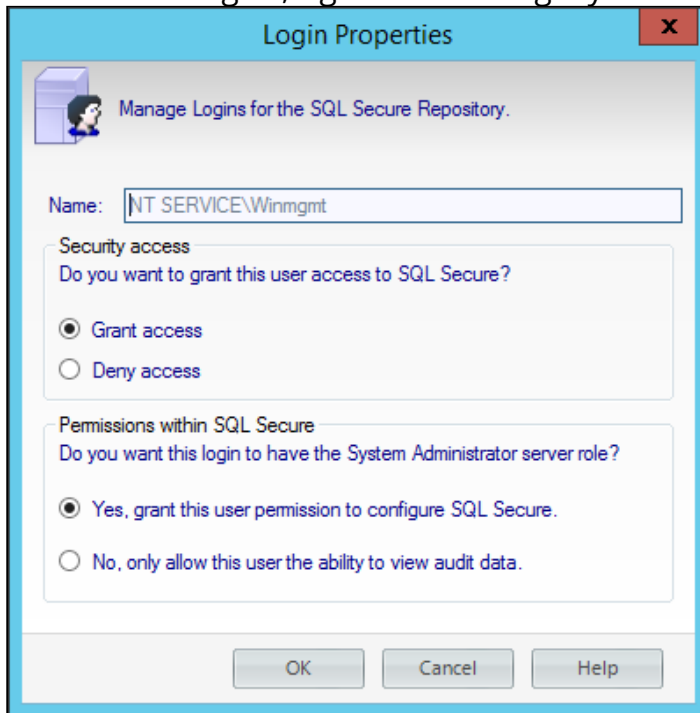 Login Properties
x
Manage Logins for the SQL Secure Repository.
Name: NT SERVICE\Winmgmt
Security access
Do you want to grant this user access to SQL Secure?
Grant access
Deny access
Permissions within SQL Secure
Do you want this login to have the System Administrator server role?
Yes, grant this user permission to configure SQL Secure.
No, only allow this user the ability to view audit data.
OK Cancel Help